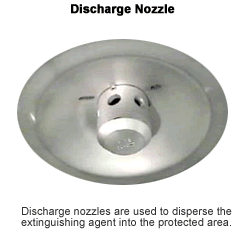 Discharge Nozzle
Discharge nozzles are used to disperse the
extinguishing agent into the protected area.